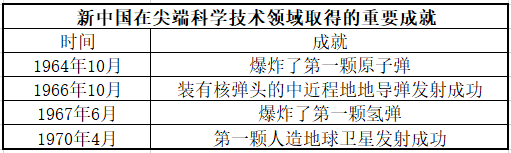 新中国在尖端科学技术领域取得的重要成就
时间 成就
1964年10月 爆炸了第一颗原子弹
1966年10月 装有核弹头的中近程地地导弹发射成功
1967年6月 爆炸了第一颗氢弹
1970年4月 第一颗人造地球卫星发射成功